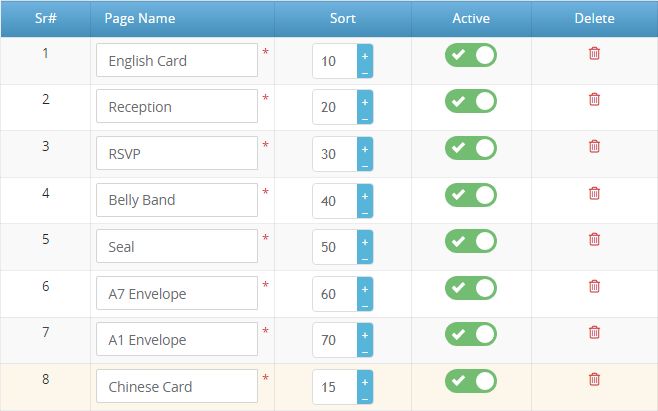 Sr# Page Name Sort Active Delete
1 English Card * 10 + −
2 Reception * 20 + −
3 RSVP * 30 + −
4 Belly Band * 40 + −
5 Seal * 50 + −
6 A7 Envelope * 60 + −
7 A1 Envelope * 70 + −
8 Chinese Card * 15 + −